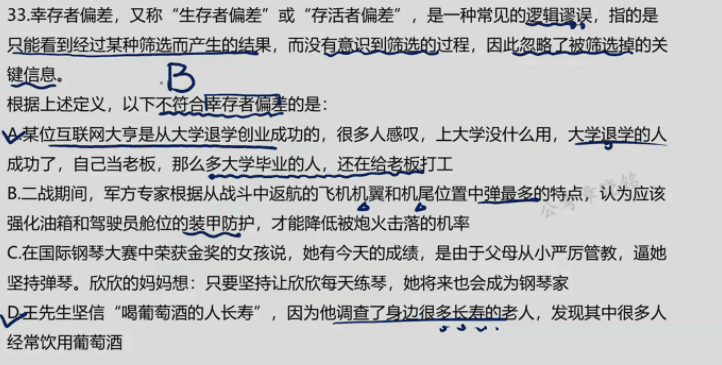 33.幸存者偏差，又称“生存者偏差”或“存活者偏差”，是一种常见的逻辑谬误，指的是
只能看到经过某种筛选而产生的结果，而没有意识到筛选的过程，因此忽略了被筛选掉的关
键信息。
B
根据上述定义，以下不符合幸存者偏差的是：
A.某位互联网大亨是从大学退学创业成功的，很多人感叹，上大学没什么用，大学退学的人
成功了，自己当老板，那么多大学毕业的人，还在给老板打工
B.二战期间，军方专家根据从战斗中返航的飞机机翼和机尾位置中弹最多的特点，认为应该
强化油箱和驾驶员舱位的装甲防护，才能降低被炮火击落的机率
C.在国际钢琴大赛中荣获金奖的女孩说，她有今天的成绩，是由于父母从小严厉管教，逼她
坚持弹琴。欣欣的妈妈想：只要坚持让欣欣每天练琴，她将来也会成为钢琴家
D.王先生坚信“喝葡萄酒的人长寿”，因为他调查了身边很多长寿的老人，发现其中很多人
经常饮用葡萄酒